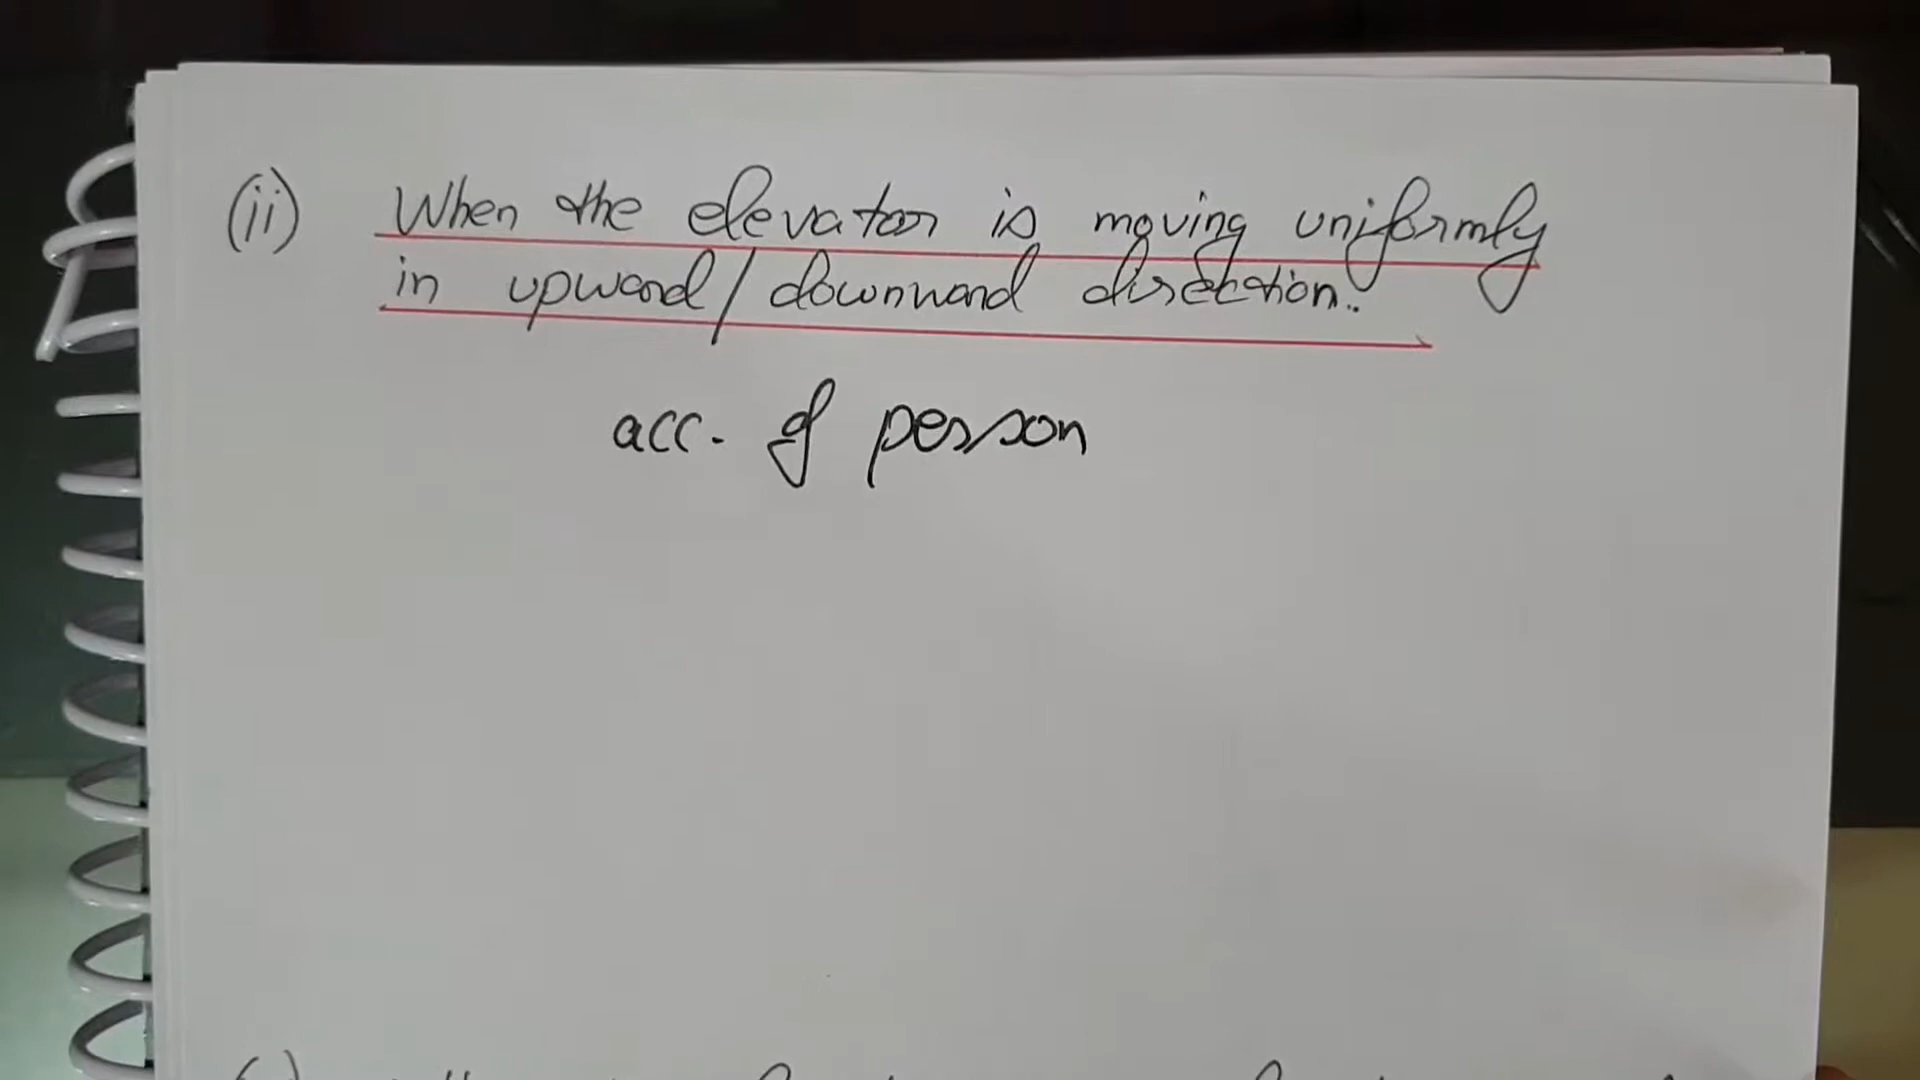 (ii) When the elevator is moving uniformly
in upward/downward direction.
acc. of person